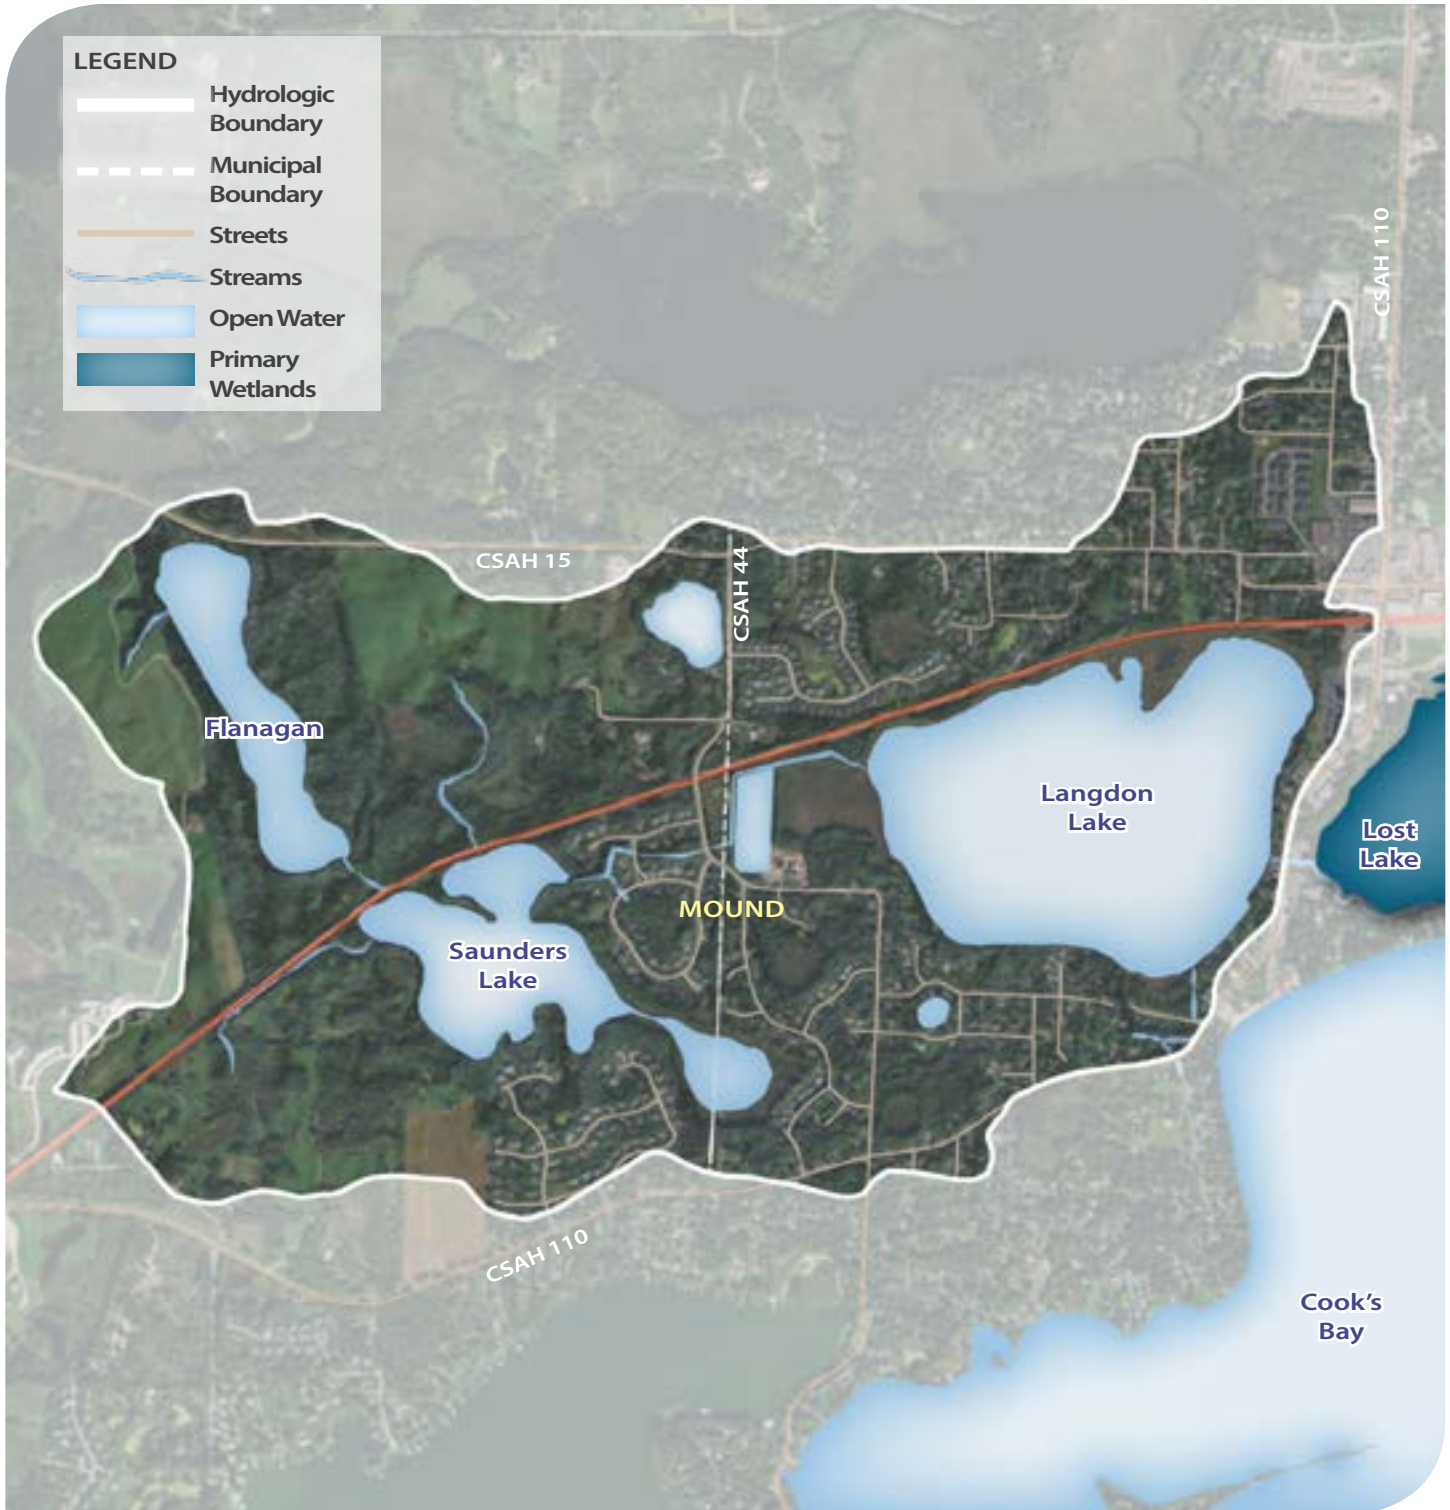 LEGEND
Hydrologic
Boundary
Municipal
Boundary
Streets
Streams
Open Water
Primary
Wetlands
CSAH 110
CSAH 15
CSAH 44
Flanagan
Langdon
Lake
Lost
Lake
MOUND
Saunders
Lake
CSAH 110
Cook's
Bay